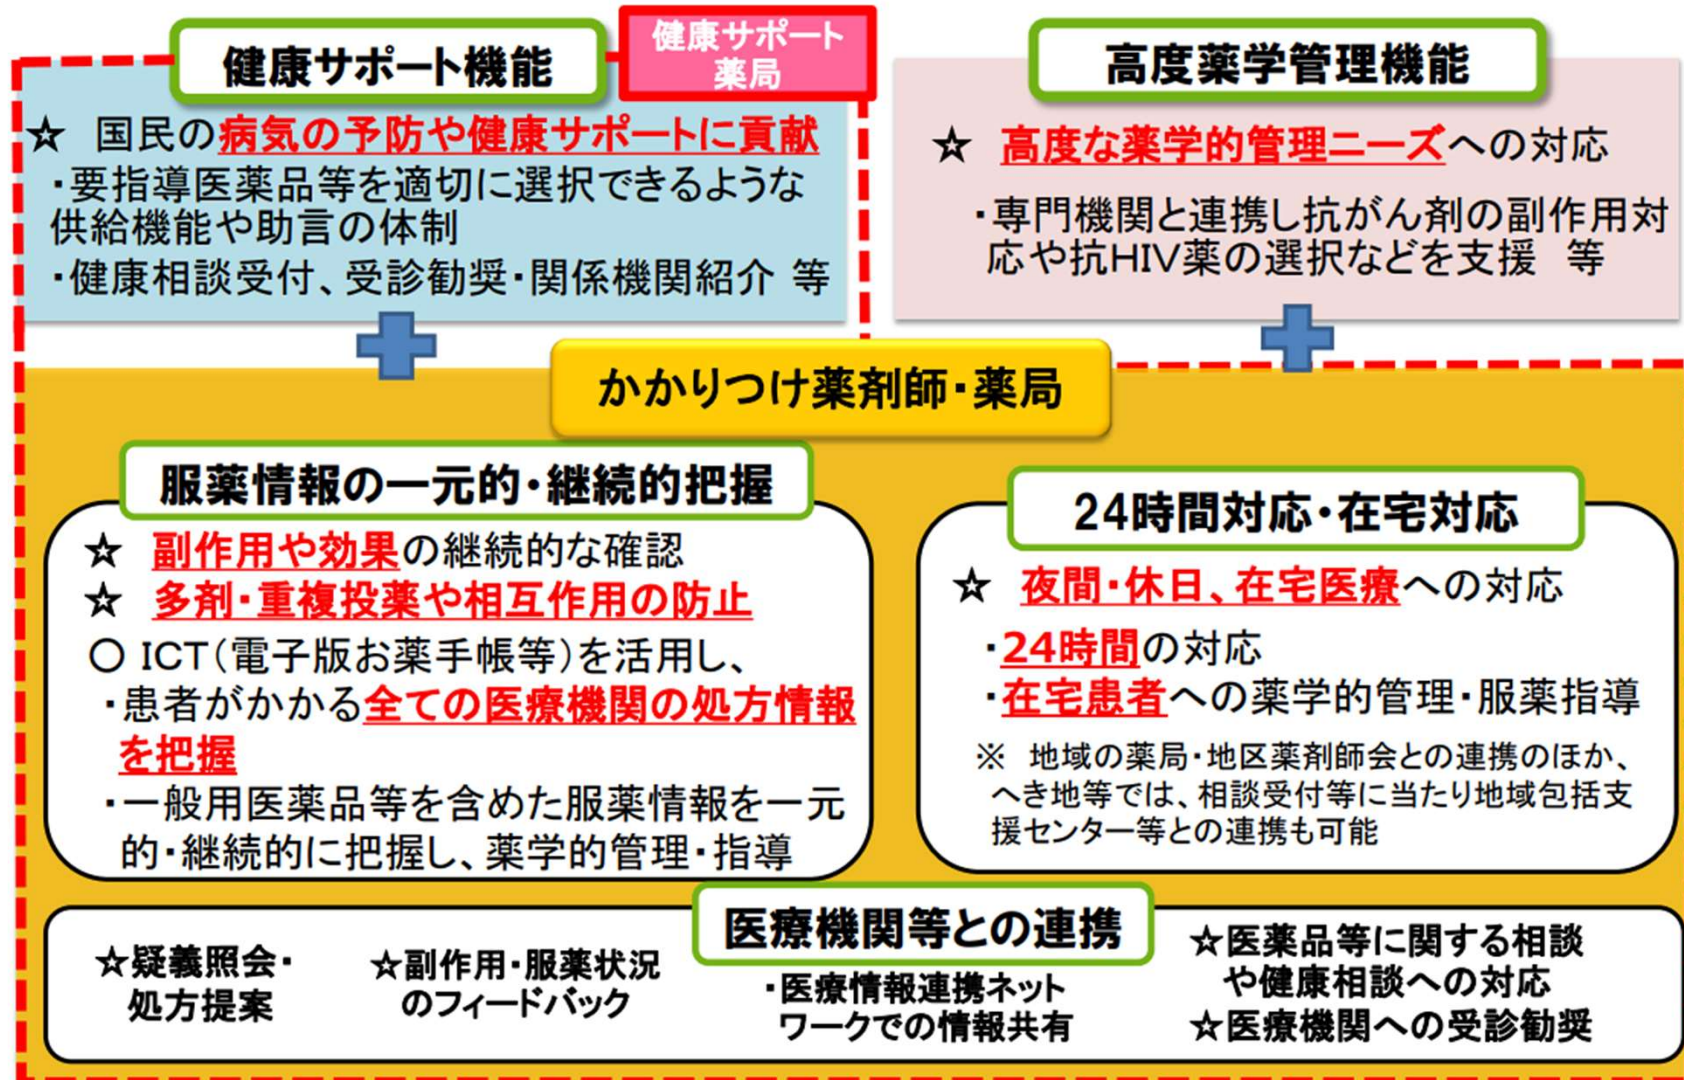 健康サポート機能
健康サポート
薬局
☆ 国民の病気の予防や健康サポートに貢献
・要指導医薬品等を適切に選択できるような
供給機能や助言の体制
・健康相談受付、受診勧奨・関係機関紹介 等
高度薬学管理機能
☆ 高度な薬学的管理ニーズへの対応
・専門機関と連携し抗がん剤の副作用対
応や抗HIV薬の選択などを支援 等
かかりつけ薬剤師・薬局
服薬情報の一元的・継続的把握
☆ 副作用や効果の継続的な確認
☆ 多剤・重複投薬や相互作用の防止
○ ICT(電子版お薬手帳等)を活用し、
・患者がかかる全ての医療機関の処方情報
を把握
・一般用医薬品等を含めた服薬情報を一元
的・継続的に把握し、薬学的管理・指導
24時間対応・在宅対応
☆ 夜間・休日、在宅医療への対応
・24時間の対応
・在宅患者への薬学的管理・服薬指導
※ 地域の薬局・地区薬剤師会との連携のほか、
へき地等では、相談受付等に当たり地域包括支
援センター等との連携も可能
医療機関等との連携
☆疑義照会・
処方提案
☆副作用・服薬状況
のフィードバック
・医療情報連携ネット
ワークでの情報共有
☆医薬品等に関する相談
や健康相談への対応
☆医療機関への受診勧奨